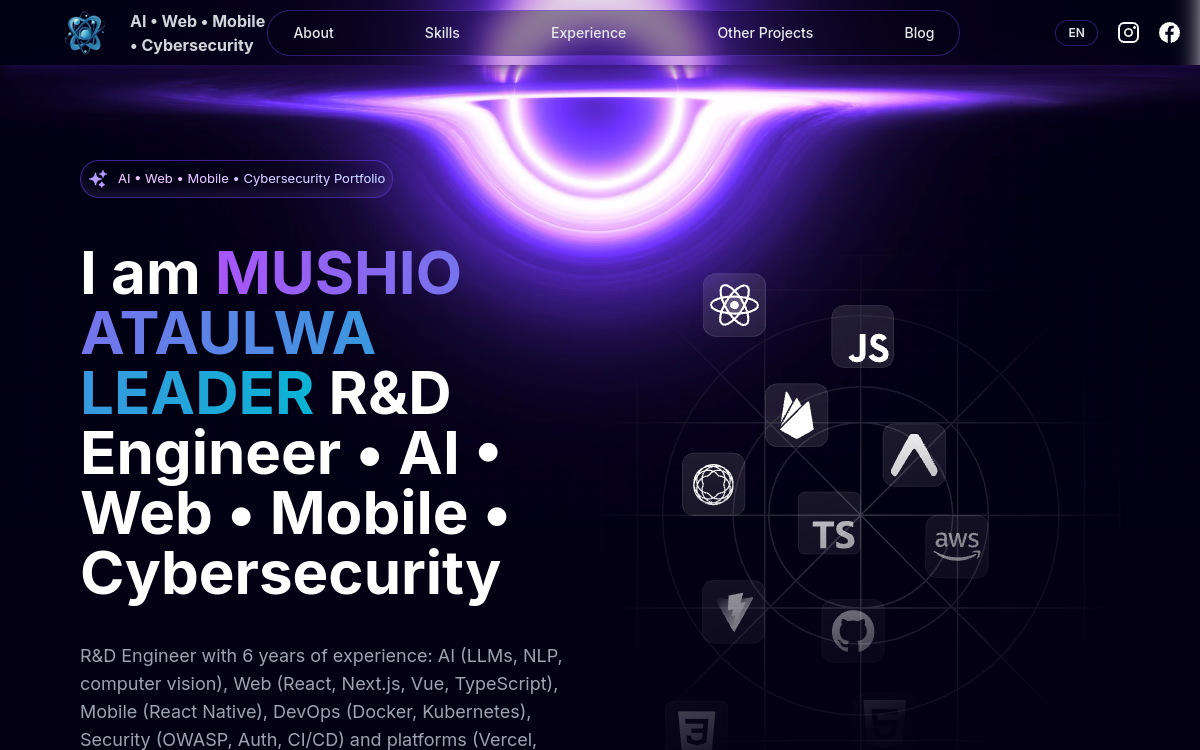 AI • Web • Mobile
• Cybersecurity
About
Skills
Experience
Other Projects
Blog
EN
AI • Web • Mobile • Cybersecurity Portfolio
I am MUSHIO
ATAULWA
LEADER R&D
Engineer • AI •
Web • Mobile •
Cybersecurity
JS
TS
aws
3
R&D Engineer with 6 years of experience: AI (LLMs, NLP,
computer vision), Web (React, Next.js, Vue, TypeScript),
Mobile (React Native), DevOps (Docker, Kubernetes),
Security (OWASP, Auth, CI/CD) and platforms (Vercel,